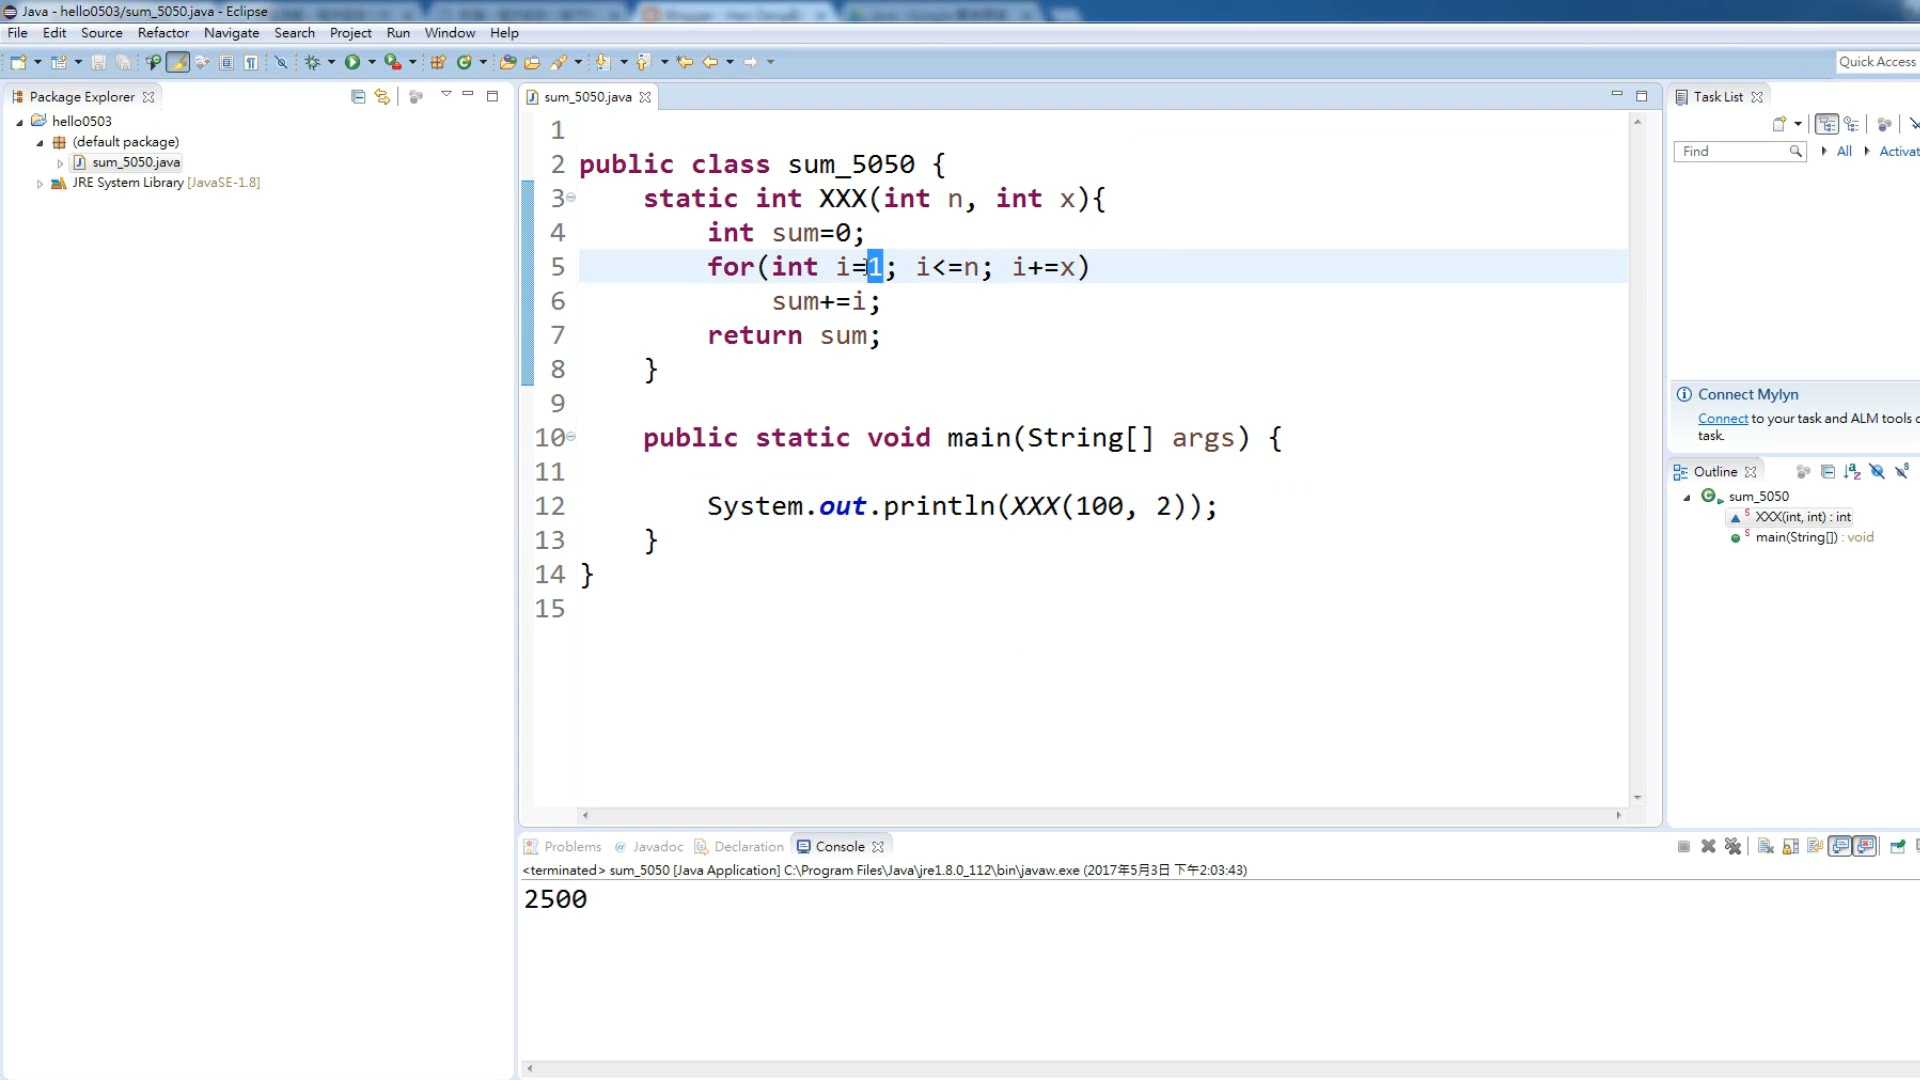 Java - hello0503/sum_5050.java - Eclipse
File Edit Source Refactor Navigate Search Project Run Window Help
Quick Access
Package Explorer
hello0503
(default package)
sum_5050.java
JRE System Library [JavaSE-1.8]
sum_5050.java
1
2 public class sum_5050 {
3 static int XXX(int n, int x){
4 int sum=0;
5 for(int i=1; i<=n; i+=x)
6 sum+=i;
7 return sum;
8 }
9
10 public static void main(String[] args) {
11
12 System.out.println(XXX(100, 2));
13 }
14 }
15
Task List
Find All Activat
Connect Mylyn
Connect to your task and ALM tools
task.
Outline
sum_5050
XXX(int, int) : int
main(String[]) : void
Problems @ Javadoc Declaration Console
<terminated> sum_5050 [Java Application] C:\Program Files\Java\jre1.8.0_112\bin\javaw.exe (2017年5月3日 下午2:03:43)
2500